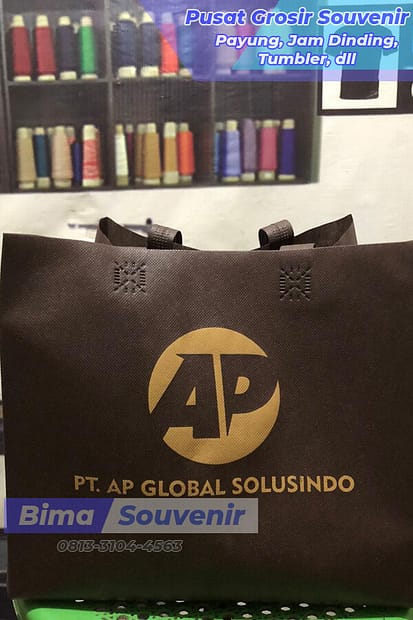 Pusat Grosir Souvenir
Payung, Jam Dinding,
Tumbler, dll
AP
PT. AP GLOBAL SOLUSINDO
Bima Souvenir
0813-3104-4563